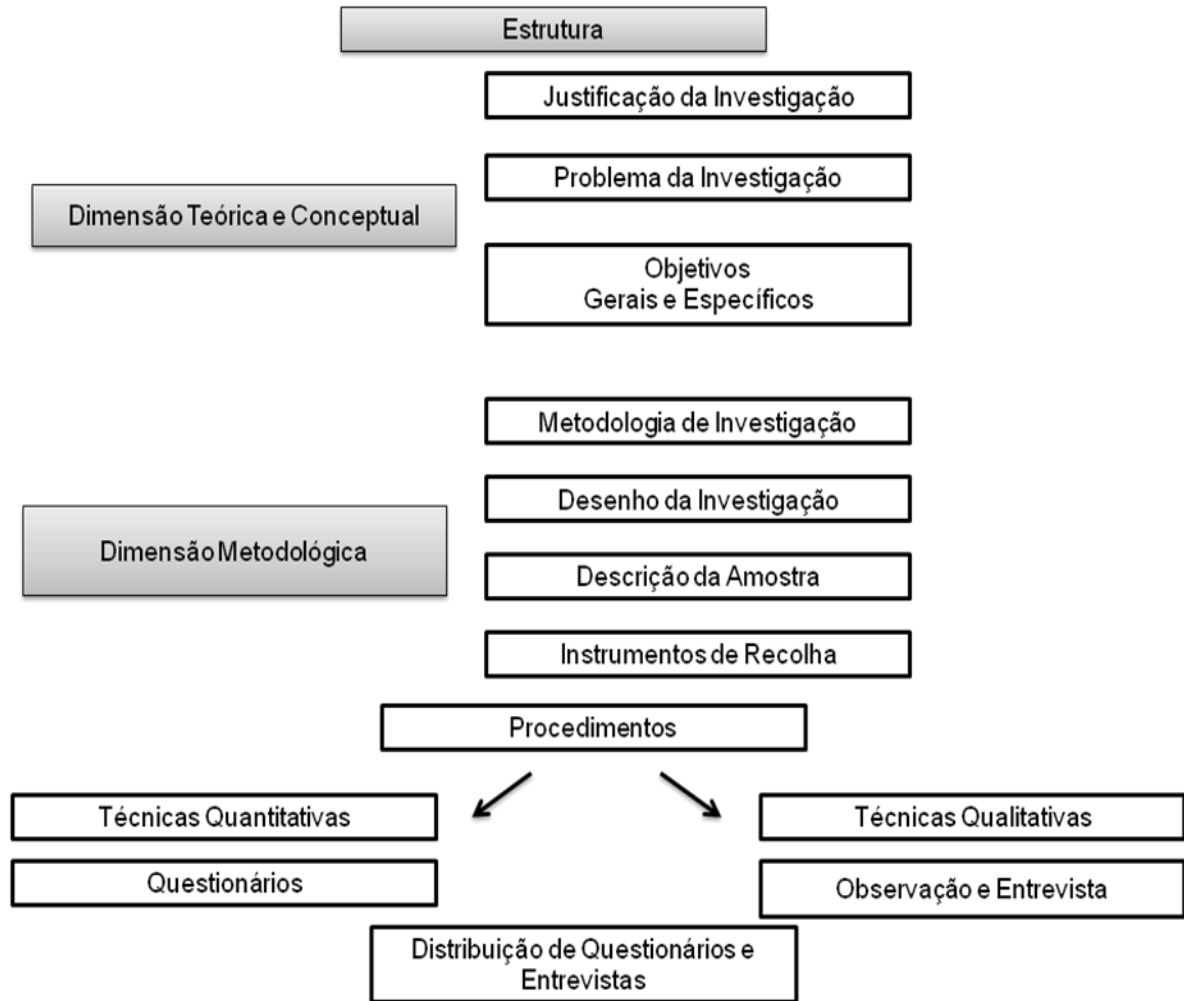 Estrutura
Justificação da Investigação
Problema da Investigação
Dimensão Teórica e Conceptual
Objetivos
Gerais e Específicos
Metodologia de Investigação
Desenho da Investigação
Dimensão Metodológica
Descrição da Amostra
Instrumentos de Recolha
Procedimentos
Técnicas Quantitativas
Técnicas Qualitativas
Questionários
Observação e Entrevista
Distribuição de Questionários e
Entrevistas